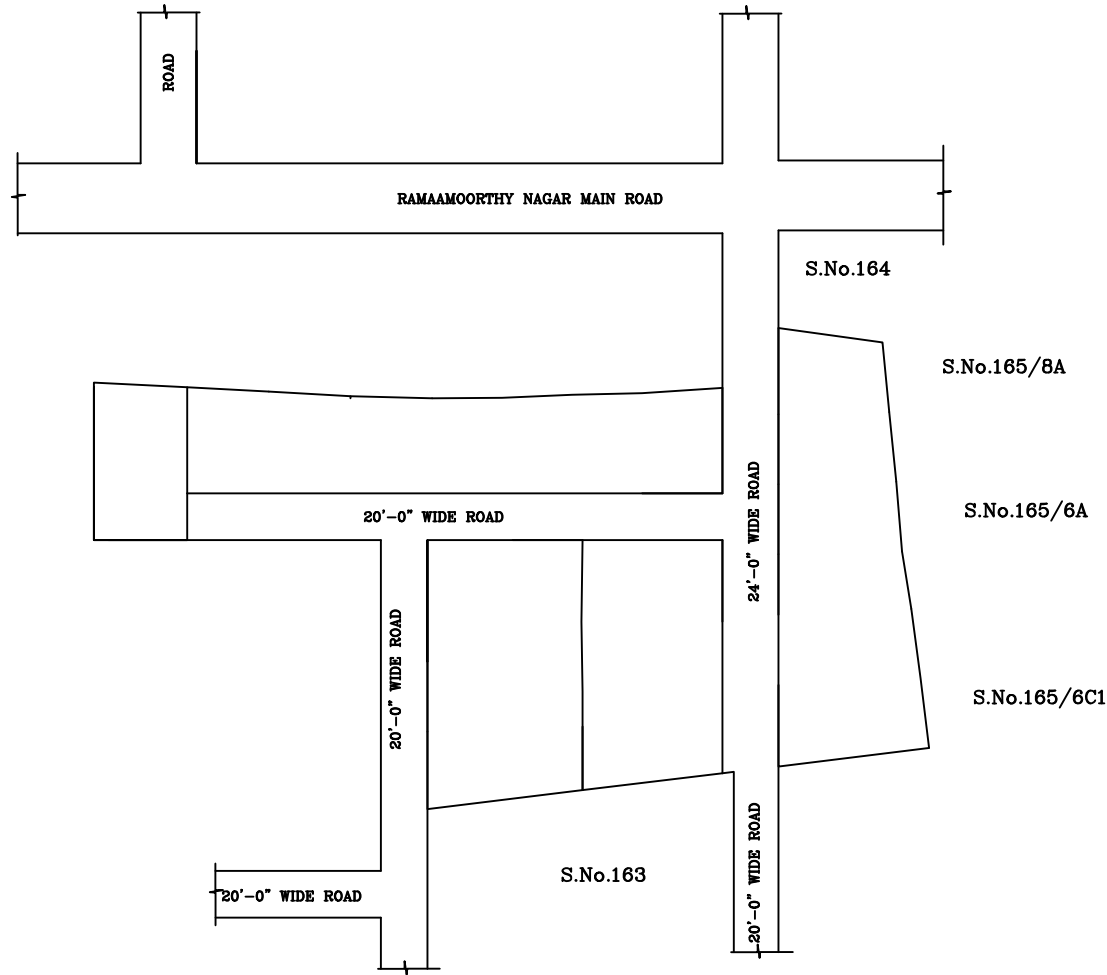 ROAD
RAMAAMOORTHY NAGAR MAIN ROAD
S.No.164
S.No.165/8A
S.No.165/6A
20'-0" WIDE ROAD
24'-0" WIDE ROAD
20'-0" WIDE ROAD
S.No.165/6C1
S.No.163
20'-0" WIDE ROAD
20'-0" WIDE ROAD